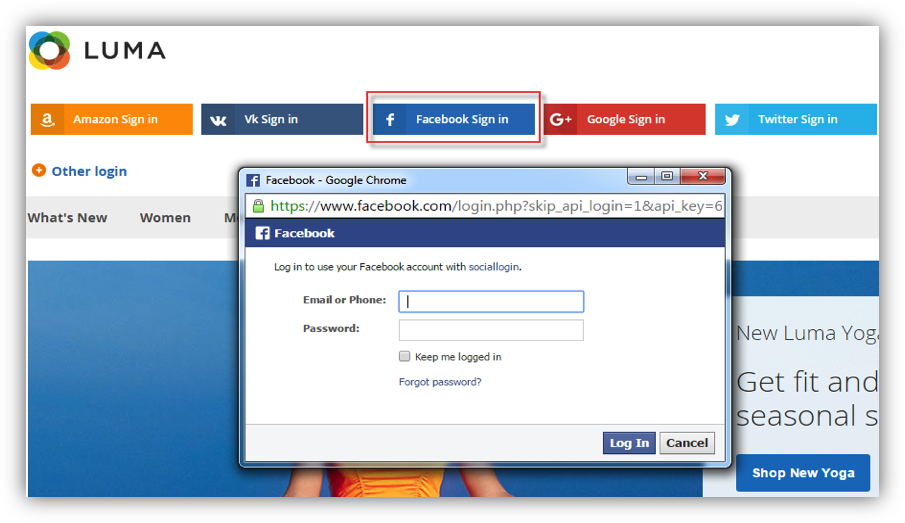 LUMA
Amazon Sign in
Vk Sign in
Facebook Sign in
Google Sign in
Twitter Sign in
Other login
What's New
Women
Facebook - Google Chrome
https://www.facebook.com/login.php?skip_api_login=1&api_key=6
Facebook
Log in to use your Facebook account with sociallogin.
Email or Phone:
Password:
Keep me logged in
Forgot password?
Log In
Cancel
New Luma Yoga
Get fit and
seasonal s
Shop New Yoga